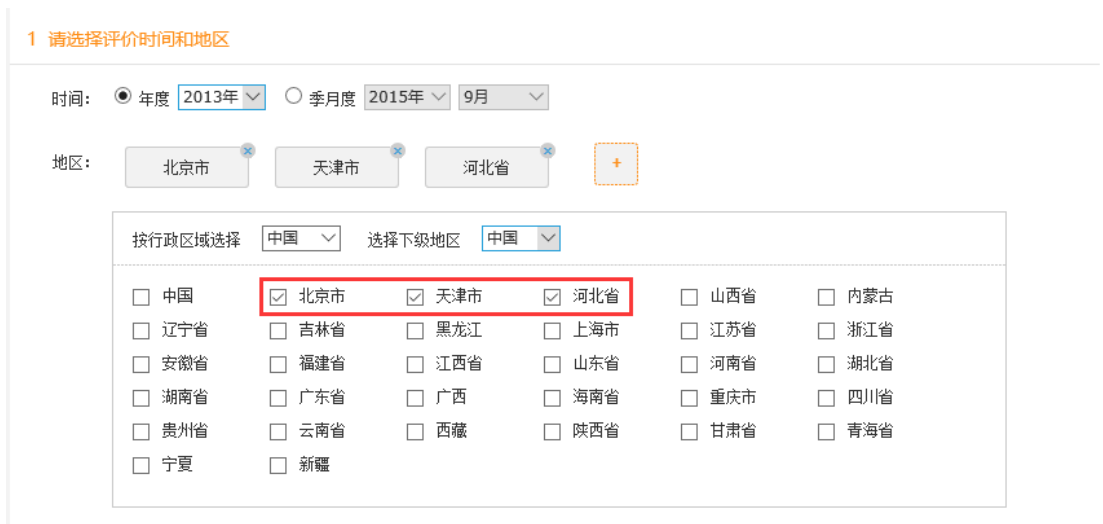 1 请选择评价时间和地区
时间： 年度 2013年 季月度 2015年 9月
地区： 北京市 天津市 河北省 +
按行政区域选择 中国 选择下级地区 中国
中国 北京市 天津市 河北省 山西省 内蒙古
辽宁省 吉林省 黑龙江 上海市 江苏省 浙江省
安徽省 福建省 江西省 山东省 河南省 湖北省
湖南省 广东省 广西 海南省 重庆市 四川省
贵州省 云南省 西藏 陕西省 甘肃省 青海省
宁夏 新疆